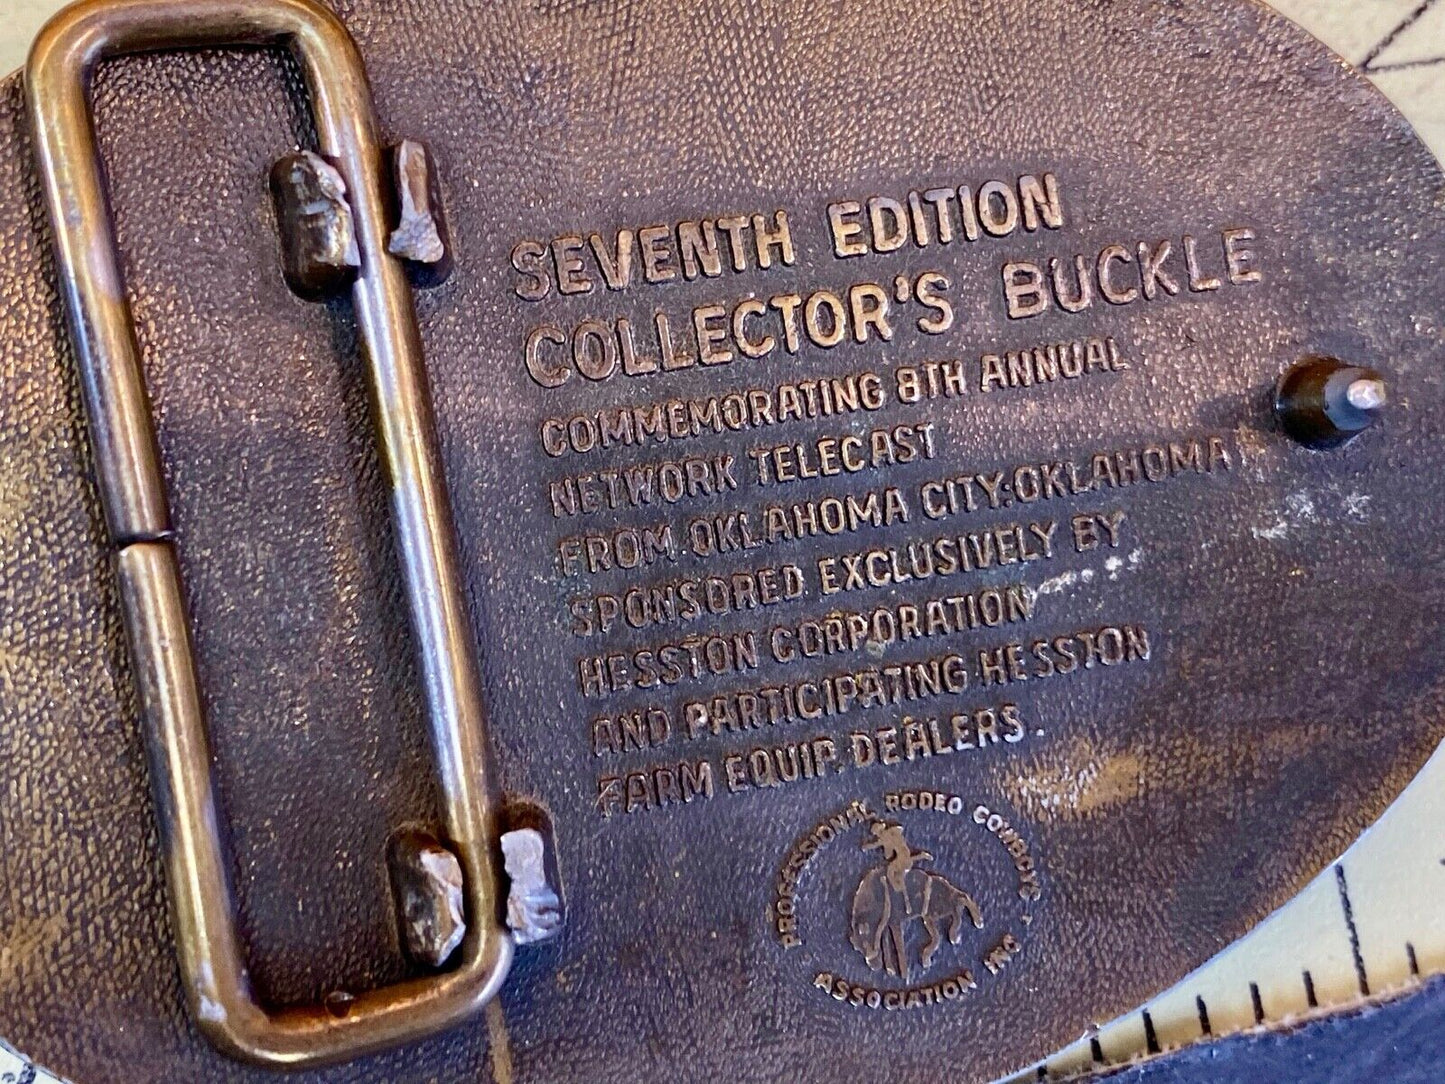 SEVENTH EDITION
COLLECTOR'S BUCKLE
COMMEMORATING 8TH ANNUAL
NETWORK TELECAST
FROM OKLAHOMA CITY, OKLAHOMA
SPONSORED EXCLUSIVELY BY
HESSTON CORPORATION
AND PARTICIPATING HESSTON
FARM EQUIP. DEALERS.
PROFESSIONAL RODEO COWBOYS
ASSOCIATION INC